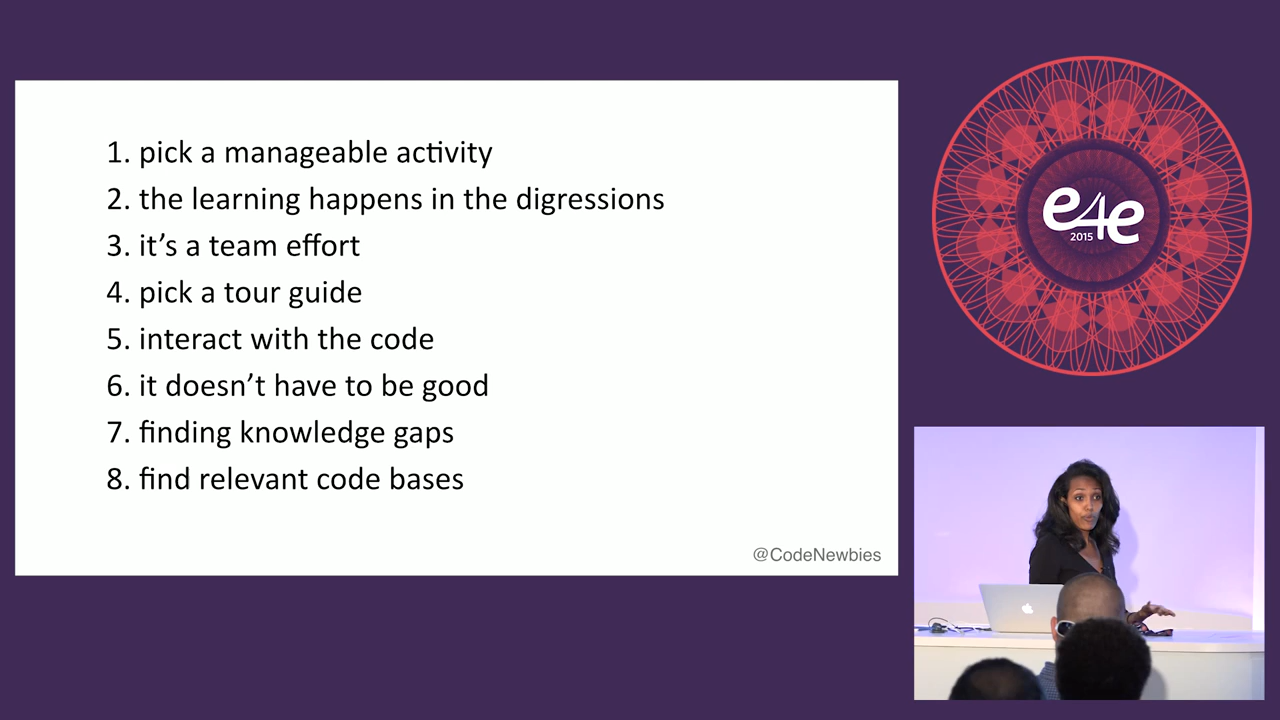 1. pick a manageable activity
2. the learning happens in the digressions
3. it’s a team effort
4. pick a tour guide
5. interact with the code
6. it doesn’t have to be good
7. finding knowledge gaps
8. find relevant code bases
@CodeNewbies
e4e
2015